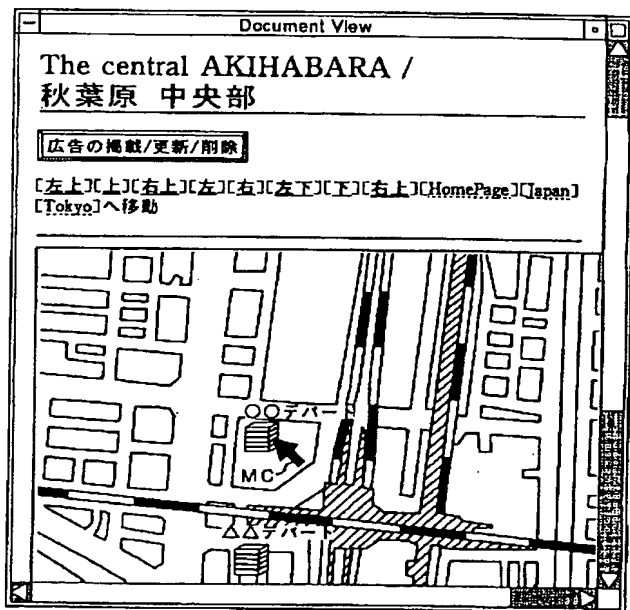 Document View
The central AKIHABARA /
秋葉原 中央部
広告の掲載/更新/削除
[左上][上][右上][左][右][左下][下][右上][HomePage][Japan]
[Tokyo]へ移動
○○デパー
MC
△△デパート